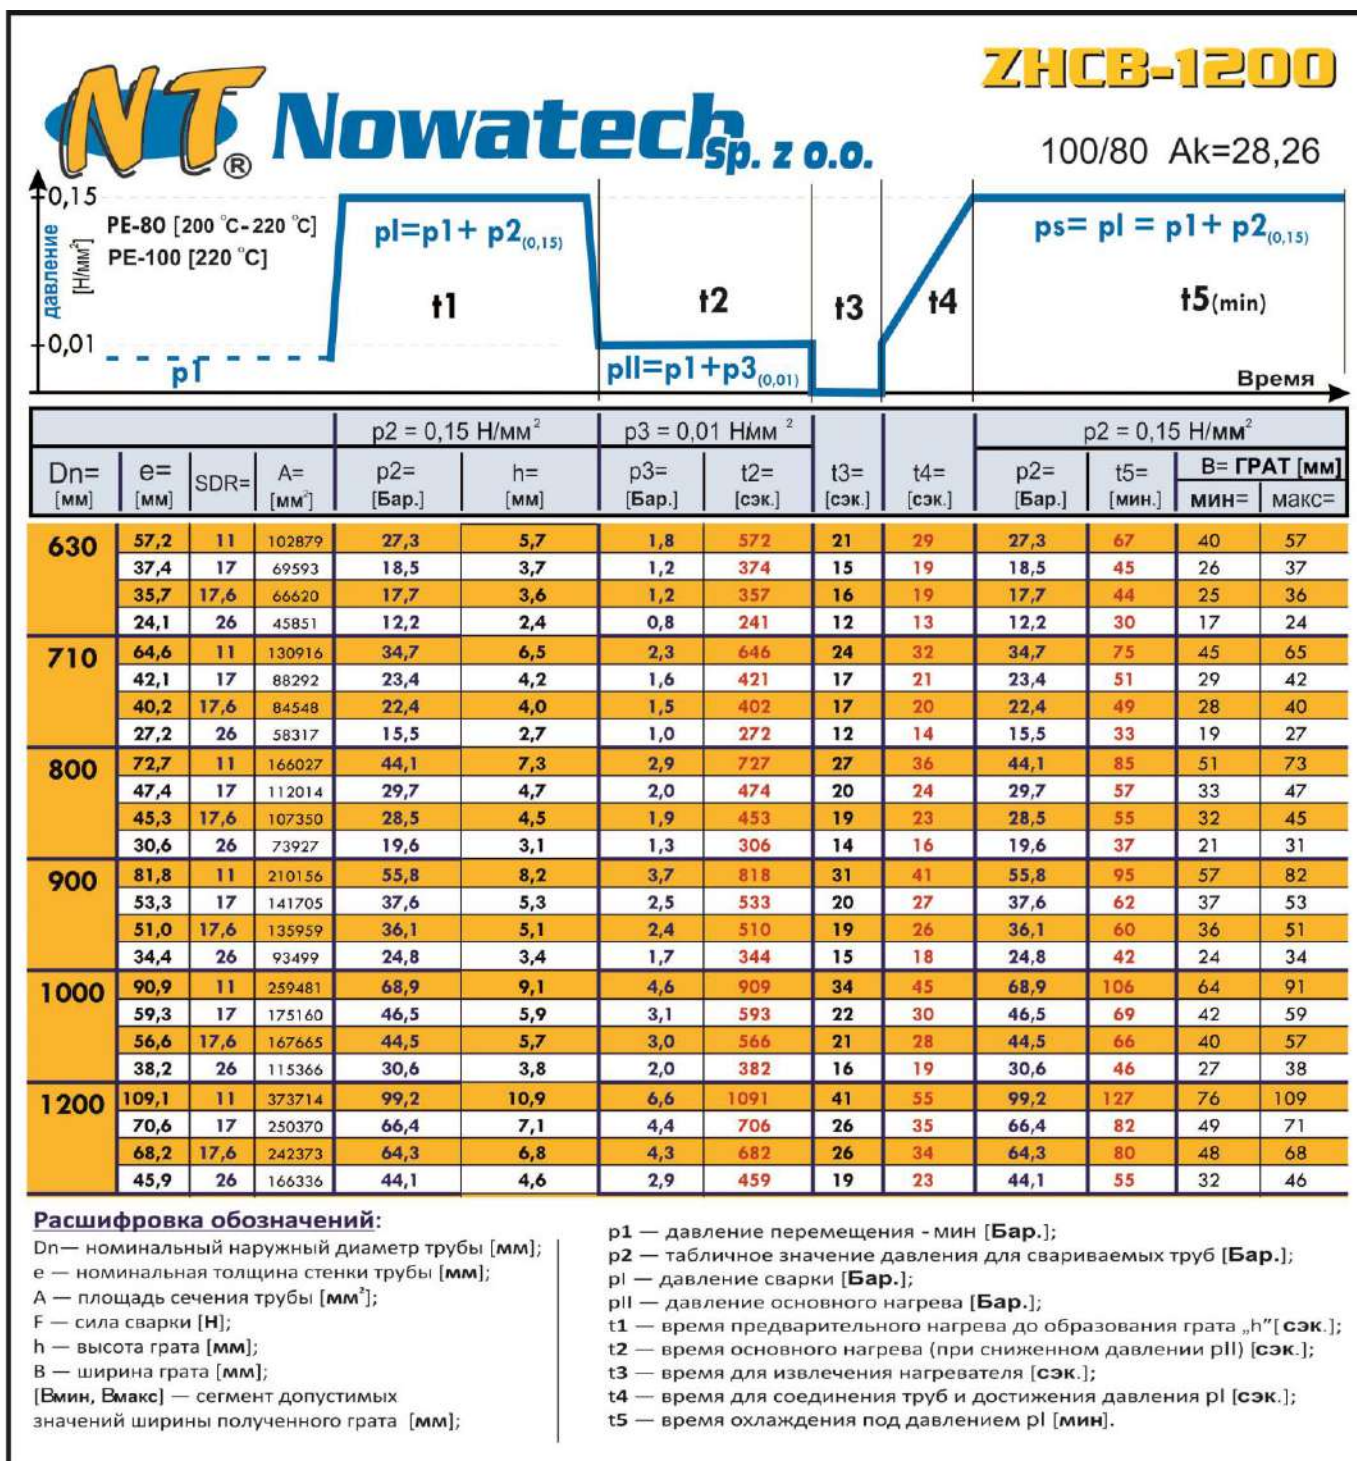 ZHCB-1200
NT® Nowatech Sp. z o.o.
100/80 Ak=28,26
давление
[Н/мм²]
0,15
0,01
PE-80 [200 °C-220 °C]
PE-100 [220 °C]
p1
pI=p1+ p2(0,15)
t1
t2
pII=p1+p3(0,01)
t3
t4
ps= pI = p1+ p2(0,15)
t5(min)
Время
p2 = 0,15 Н/мм² p3 = 0,01 Н/мм ² p2 = 0,15 Н/мм²
Dn= [мм] e= [мм] SDR= A= [мм²] p2= [Бар.] h= [мм] p3= [Бар.] t2= [сэк.] t3= [сэк.] t4= [сэк.] p2= [Бар.] t5= [мин.] B= ГРАТ [мм] мин= макс=
630 57,2 11 102879 27,3 5,7 1,8 572 21 29 27,3 67 40 57
37,4 17 69593 18,5 3,7 1,2 374 15 19 18,5 45 26 37
35,7 17,6 66620 17,7 3,6 1,2 357 16 19 17,7 44 25 36
24,1 26 45851 12,2 2,4 0,8 241 12 13 12,2 30 17 24
710 64,6 11 130916 34,7 6,5 2,3 646 24 32 34,7 75 45 65
42,1 17 88292 23,4 4,2 1,6 421 17 21 23,4 51 29 42
40,2 17,6 84548 22,4 4,0 1,5 402 17 20 22,4 49 28 40
27,2 26 58317 15,5 2,7 1,0 272 12 14 15,5 33 19 27
800 72,7 11 166027 44,1 7,3 2,9 727 27 36 44,1 85 51 73
47,4 17 112014 29,7 4,7 2,0 474 20 24 29,7 57 33 47
45,3 17,6 107350 28,5 4,5 1,9 453 19 23 28,5 55 32 45
30,6 26 73927 19,6 3,1 1,3 306 14 16 19,6 37 21 31
900 81,8 11 210156 55,8 8,2 3,7 818 31 41 55,8 95 57 82
53,3 17 141705 37,6 5,3 2,5 533 20 27 37,6 62 37 53
51,0 17,6 135959 36,1 5,1 2,4 510 19 26 36,1 60 36 51
34,4 26 93499 24,8 3,4 1,7 344 15 18 24,8 42 24 34
1000 90,9 11 259481 68,9 9,1 4,6 909 34 45 68,9 106 64 91
59,3 17 175160 46,5 5,9 3,1 593 22 30 46,5 69 42 59
56,6 17,6 167665 44,5 5,7 3,0 566 21 28 44,5 66 40 57
38,2 26 115366 30,6 3,8 2,0 382 16 19 30,6 46 27 38
1200 109,1 11 373714 99,2 10,9 6,6 1091 41 55 99,2 127 76 109
70,6 17 250370 66,4 7,1 4,4 706 26 35 66,4 82 49 71
68,2 17,6 242373 64,3 6,8 4,3 682 26 34 64,3 80 48 68
45,9 26 166336 44,1 4,6 2,9 459 19 23 44,1 55 32 46
Расшифровка обозначений:
Dn— номинальный наружный диаметр трубы [мм];
e — номинальная толщина стенки трубы [мм];
A — площадь сечения трубы [мм²];
F — сила сварки [Н];
h — высота грата [мм];
B — ширина грата [мм];
[Вмин, Вмакс] — сегмент допустимых
значений ширины полученного грата [мм];
p1 — давление перемещения - мин [Бар.];
p2 — табличное значение давления для свариваемых труб [Бар.];
pI — давление сварки [Бар.];
pII — давление основного нагрева [Бар.];
t1 — время предварительного нагрева до образования грата „h”[сэк.];
t2 — время основного нагрева (при сниженном давлении pII) [сэк.];
t3 — время для извлечения нагревателя [сэк.];
t4 — время для соединения труб и достижения давления pI [сэк.];
t5 — время охлаждения под давлением pI [мин].